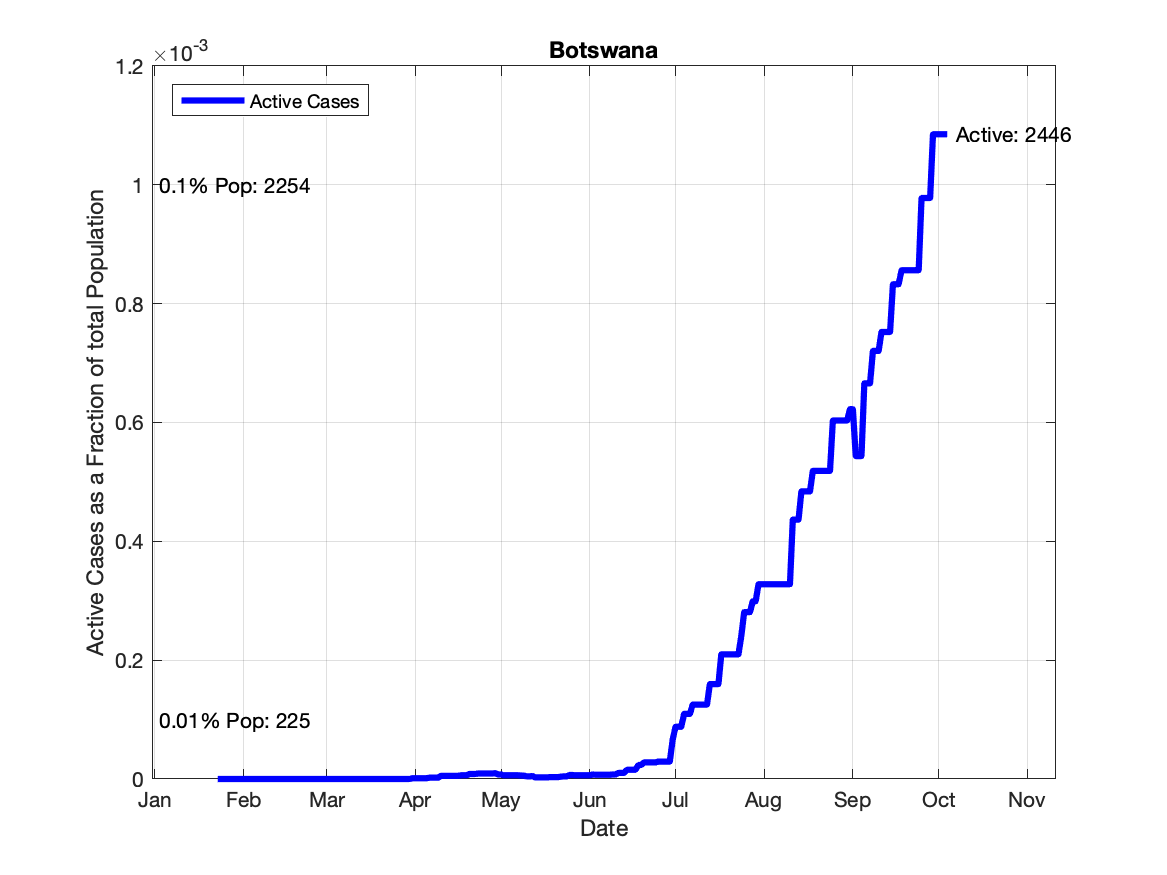 Botswana
×10-3
1.2
1
0.8
0.6
0.4
0.2
0
Active Cases as a Fraction of total Population
Active Cases
Active: 2446
0.1% Pop: 2254
0.01% Pop: 225
Jan Feb Mar Apr May Jun Jul Aug Sep Oct Nov
Date